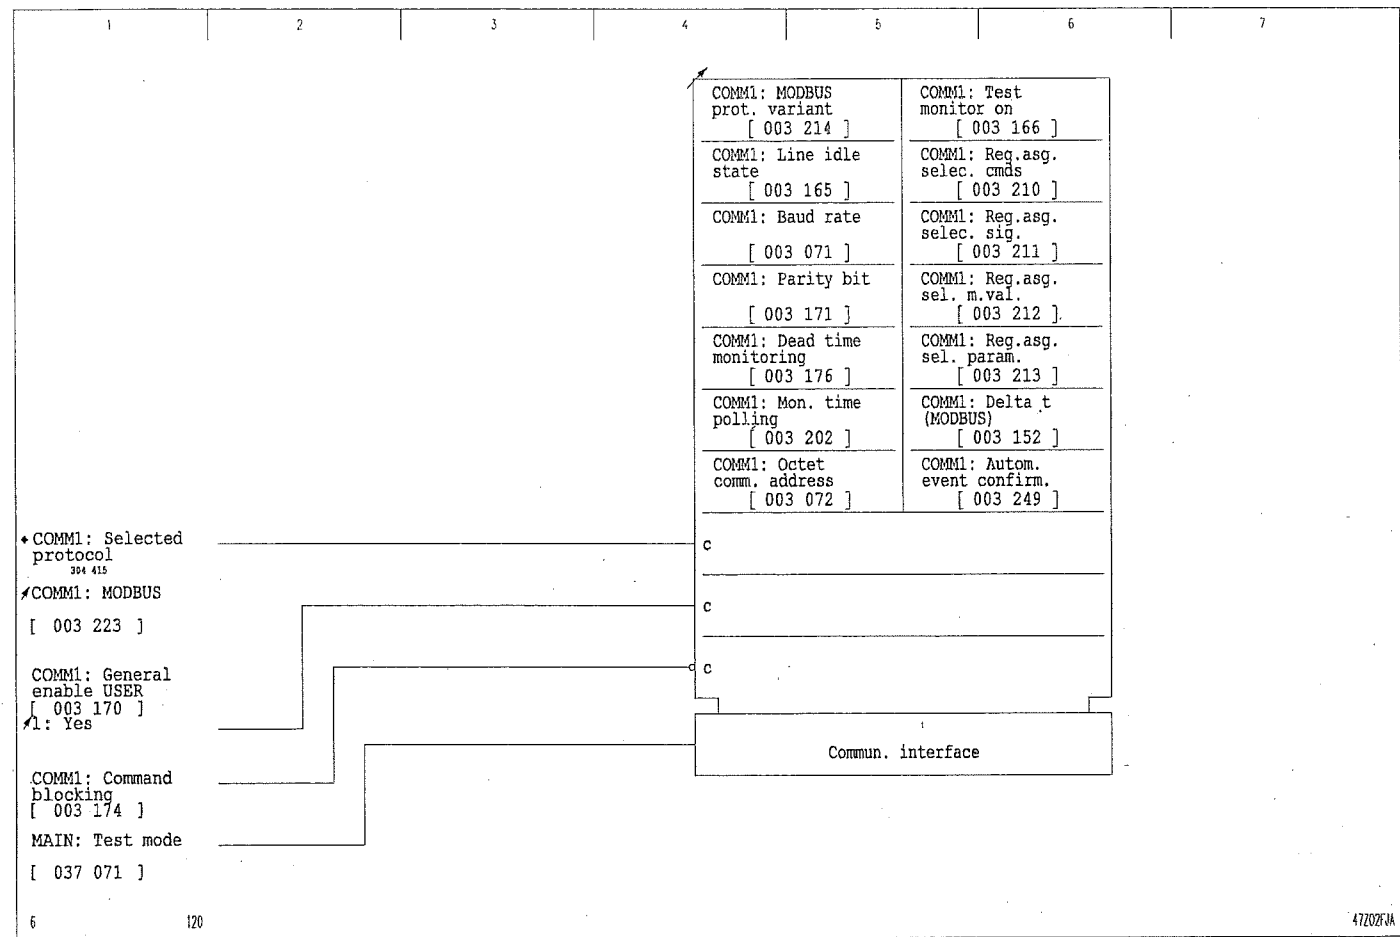 1 2 3 4 5 6 7
COMM1: MODBUS
prot. variant
[ 003 214 ]
COMM1: Test
monitor on
[ 003 166 ]
COMM1: Line idle
state
[ 003 165 ]
COMM1: Reg.asg.
selec. cmds
[ 003 210 ]
COMM1: Baud rate
[ 003 071 ]
COMM1: Reg.asg.
selec. sig.
[ 003 211 ]
COMM1: Parity bit
[ 003 171 ]
COMM1: Reg.asg.
sel. m.val.
[ 003 212 ]
COMM1: Dead time
monitoring
[ 003 176 ]
COMM1: Reg.asg.
sel. param.
[ 003 213 ]
COMM1: Mon. time
polling
[ 003 202 ]
COMM1: Delta t
(MODBUS)
[ 003 152 ]
COMM1: Octet
comm. address
[ 003 072 ]
COMM1: Autom.
event confirm.
[ 003 249 ]
COMM1: Selected
protocol
304 415
C
COMM1: MODBUS
[ 003 223 ]
C
COMM1: General
enable USER
[ 003 170 ]
1: Yes
C
1
Commun. interface
COMM1: Command
blocking
[ 003 174 ]
MAIN: Test mode
[ 037 071 ]
6 120 47Z02FJA